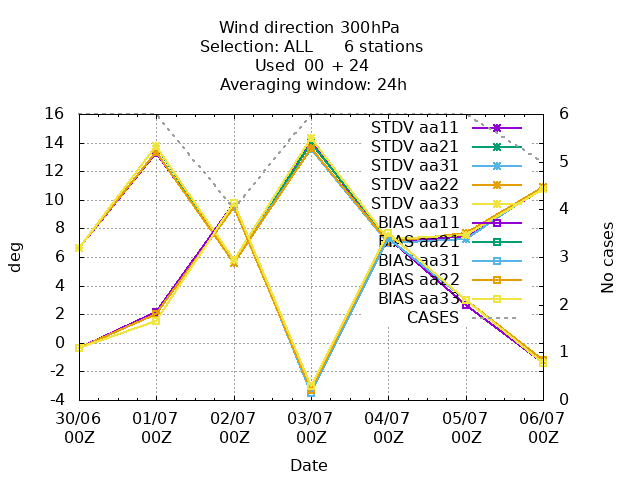 Wind direction 300hPa
Selection: ALL 6 stations
Used 00 + 24
Averaging window: 24h
16
14
12
10
8
6
4
2
0
-2
-4
deg
6
5
4
3
2
1
0
No cases
STDV aa11
STDV aa21
STDV aa31
STDV aa22
STDV aa33
BIAS aa11
BIAS aa21
BIAS aa31
BIAS aa22
BIAS aa33
CASES
30/06 01/07 02/07 03/07 04/07 05/07 06/07
00Z 00Z 00Z 00Z 00Z 00Z 00Z
Date